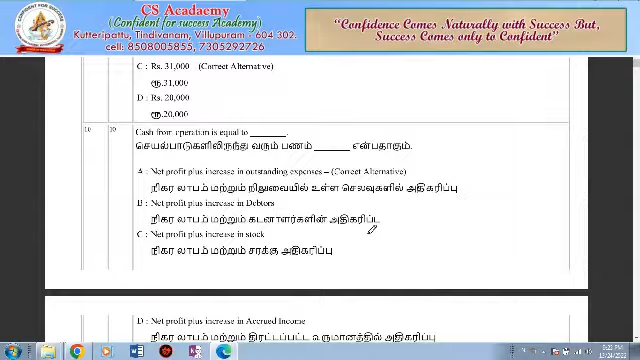 CS Acadaemy
(Confident for success Academy)
Kutteripattu, Tindivanam, Villupuram - 604 302.
cell: 8508005855, 7305292726
"Confidence Comes Naturally with Success But,
Success Comes only to Confident"
C : Rs. 31,000 (Correct Alternative)
ரூ.31,000
D : Rs. 20,000
ரூ.20,000
10 10 Cash from operation is equal to ________.
செயல்பாடுகளிலிருந்து வரும் பணம் ________ என்பதாகும்.
A : Net profit plus increase in outstanding expenses – (Correct Alternative)
நிகர லாபம் மற்றும் நிலுவையில் உள்ள செலவுகளில் அதிகரிப்பு
B : Net profit plus increase in Debtors
நிகர லாபம் மற்றும் கடனாளர்களின் அதிகரிப்ட
C : Net profit plus increase in stock
நிகர லாபம் மற்றும் சரக்கு அதிகரிப்பு
D : Net profit plus increase in Accrued Income
நிகர லாபம் மற்றும் திரட்டப்பட்ட வருமானத்தில் அதிகரிப்பு